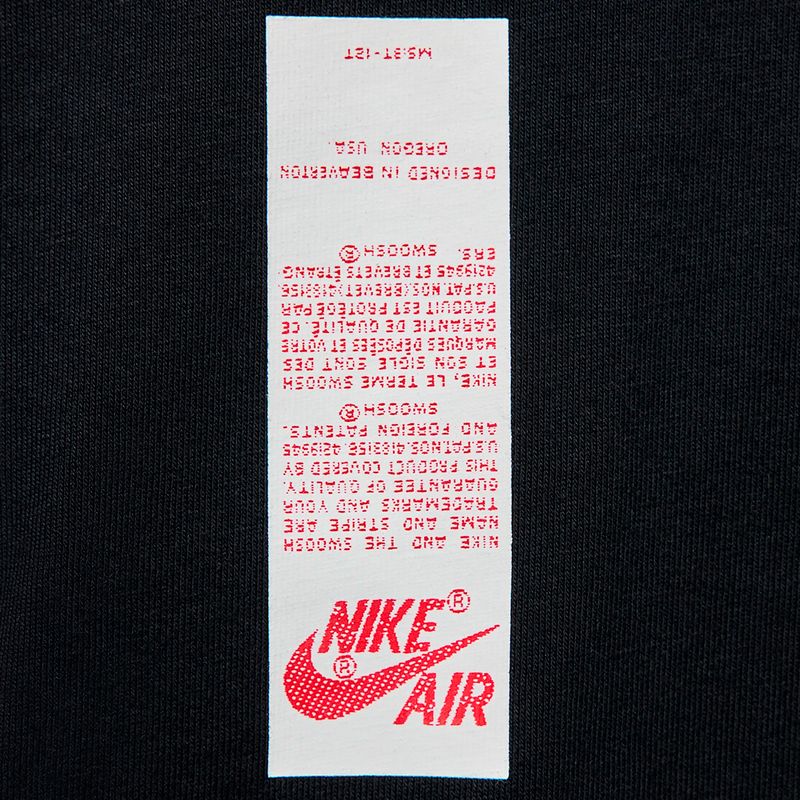 NIKE®
®
AIR
NIKE AND THE SWOOSH
NAME AND STRIPE ARE
TRADEMARKS AND YOUR
GUARANTEE OF QUALITY.
THIS PRODUCT COVERED BY
U.S.PAT.NOS.4183156. 4219945
AND FOREIGN PATENTS.
SWOOSH®
NIKE, LE TERME SWOOSH
ET SON SIGLE SONT DES
MARQUES DÉPOSÉES ET VOTRE
GARANTIE DE QUALITÉ. CE
PRODUIT EST PROTÉGÉ PAR
U.S.PAT.NOS.(BREVET)4183156.
4219945 ET BREVETS ÉTRANG-
ERS. SWOOSH®
DESIGNED IN BEAVERTON
OREGON USA.
MS:3T-12T